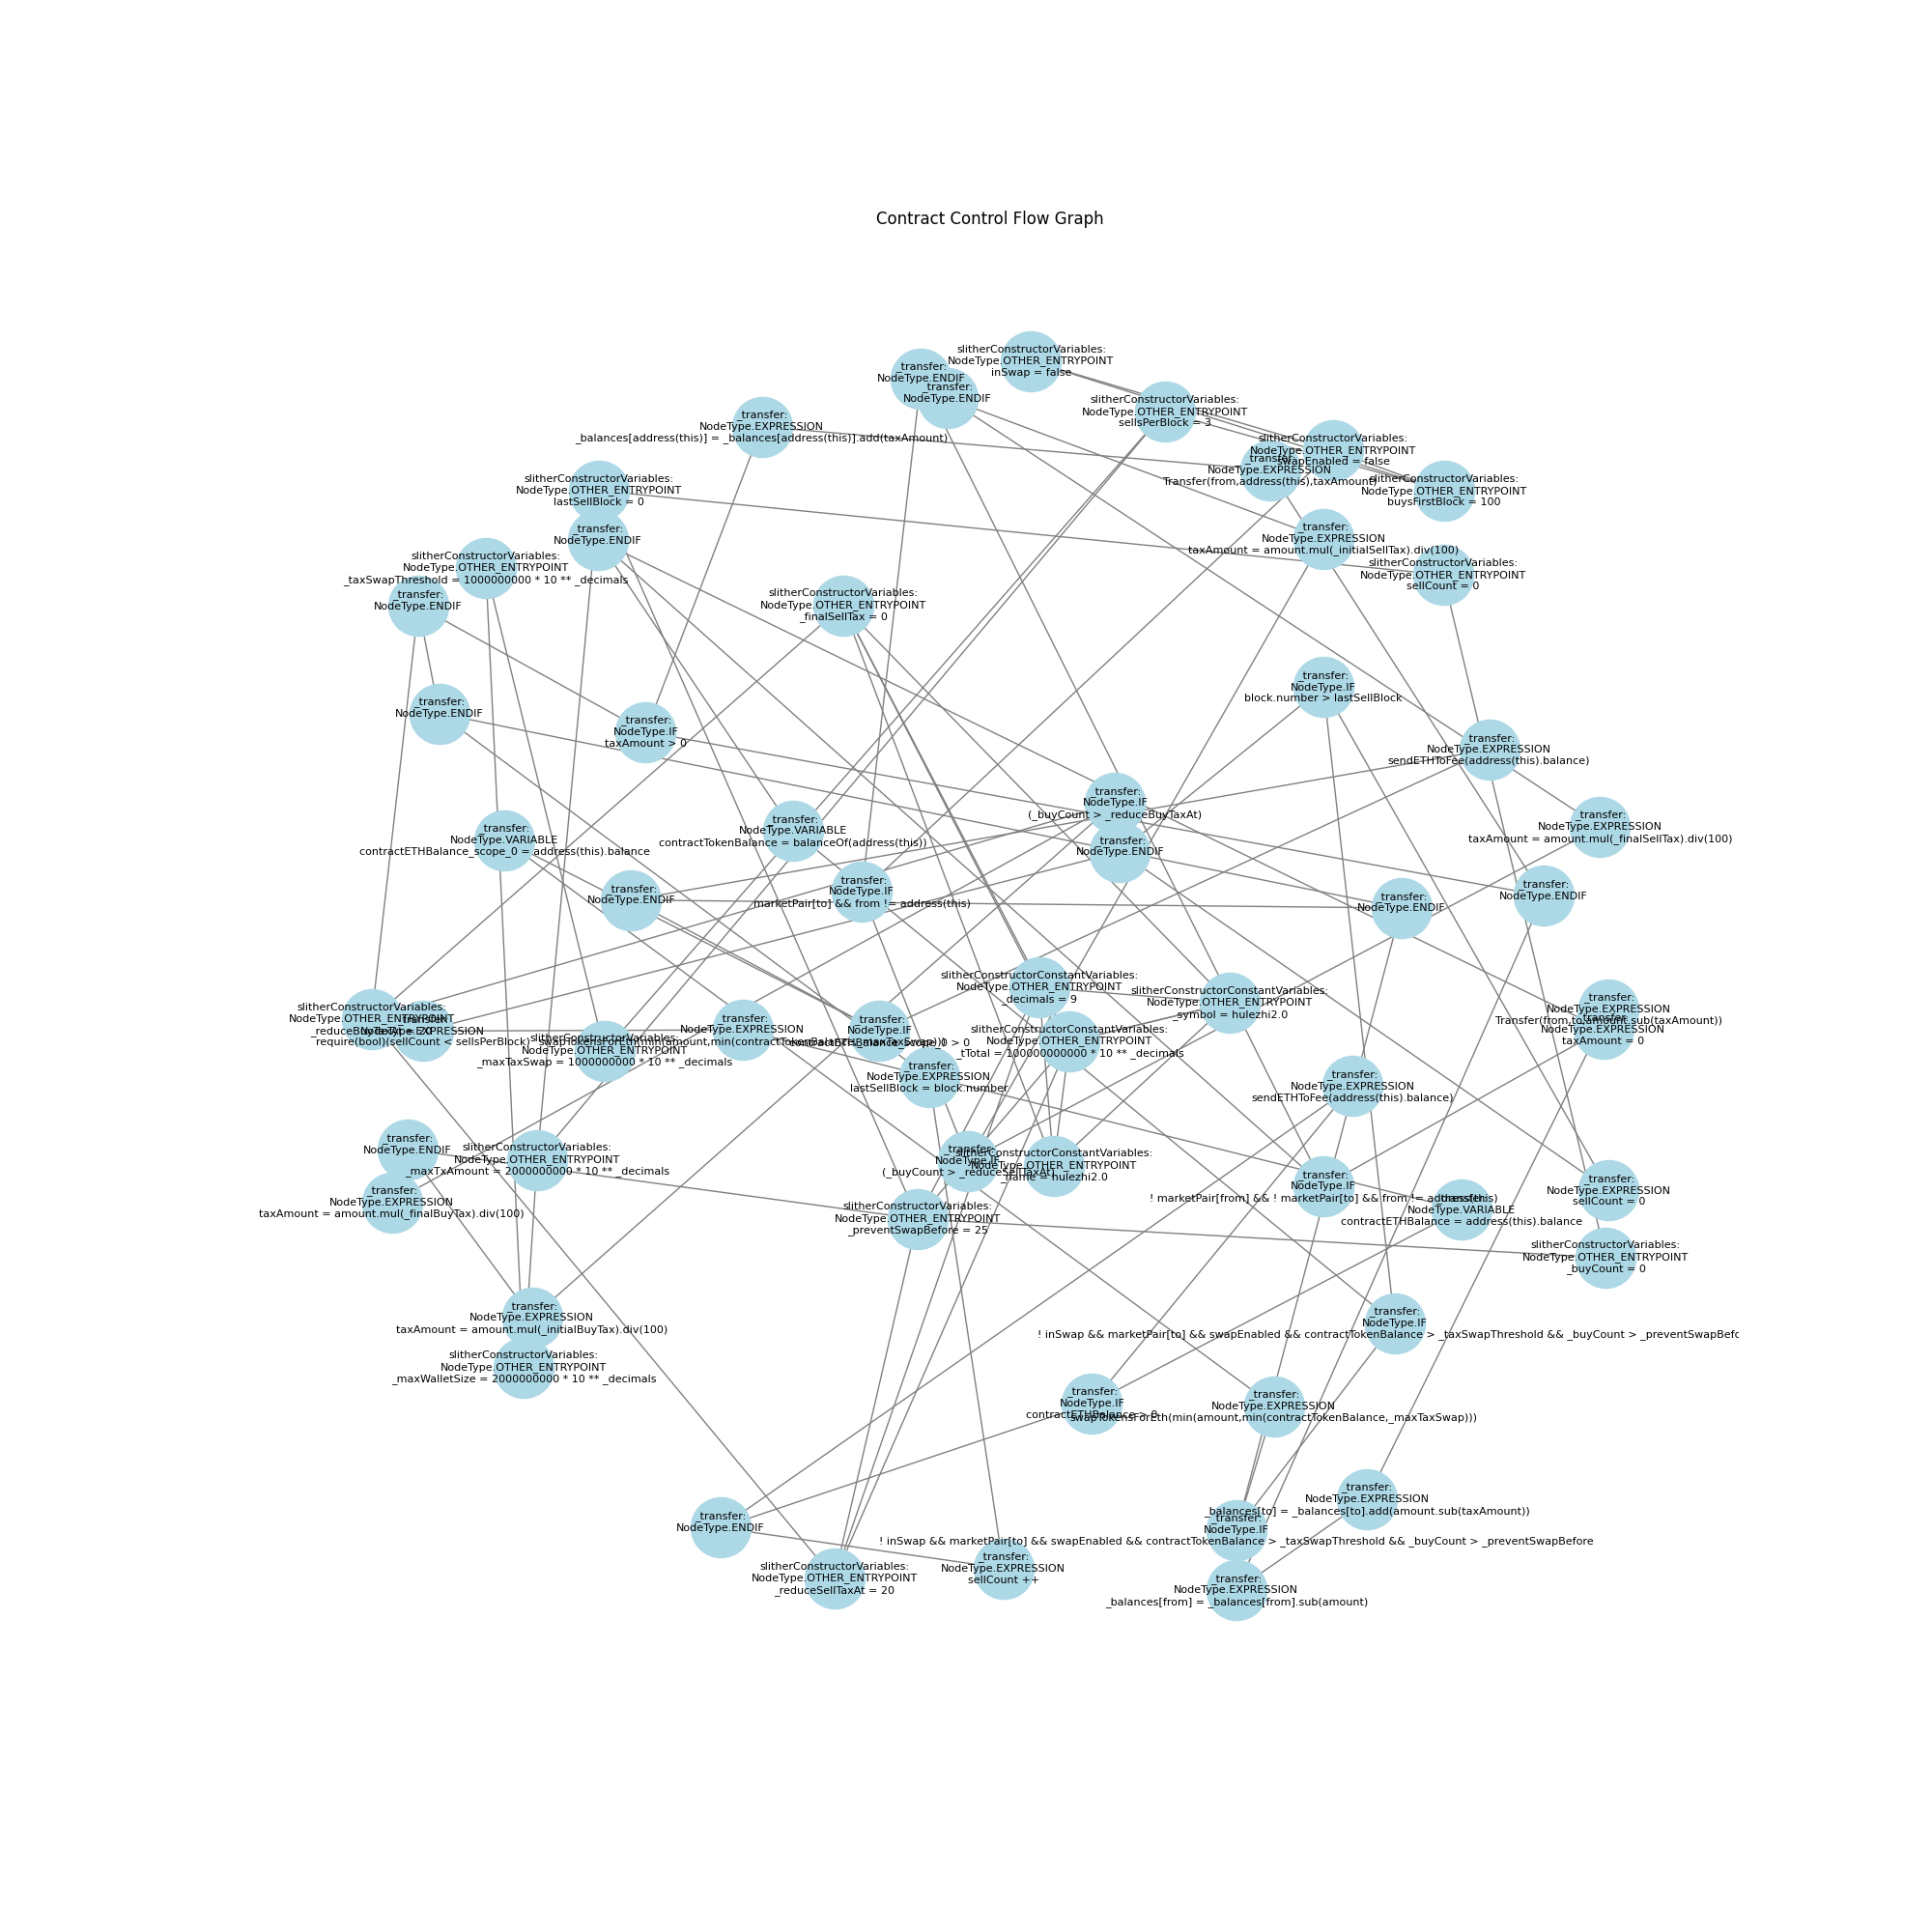 Contract Control Flow Graph
slitherConstructorVariables:
NodeType.OTHER_ENTRYPOINT
inSwap = false
_transfer:
NodeType.ENDIF
_transfer:
NodeType.ENDIF
slitherConstructorVariables:
NodeType.OTHER_ENTRYPOINT
sellsPerBlock = 3
_transfer:
NodeType.EXPRESSION
_balances[address(this)] = _balances[address(this)].add(taxAmount)
slitherConstructorVariables:
NodeType.OTHER_ENTRYPOINT
swapEnabled = false
_transfer:
NodeType.EXPRESSION
Transfer(from,address(this),taxAmount)
slitherConstructorVariables:
NodeType.OTHER_ENTRYPOINT
buysFirstBlock = 100
slitherConstructorVariables:
NodeType.OTHER_ENTRYPOINT
lastSellBlock = 0
_transfer:
NodeType.ENDIF
_transfer:
NodeType.EXPRESSION
taxAmount = amount.mul(_initialSellTax).div(100)
slitherConstructorVariables:
NodeType.OTHER_ENTRYPOINT
_taxSwapThreshold = 1000000000 * 10 ** _decimals
slitherConstructorVariables:
NodeType.OTHER_ENTRYPOINT
sellCount = 0
_transfer:
NodeType.ENDIF
slitherConstructorVariables:
NodeType.OTHER_ENTRYPOINT
_finalSellTax = 0
_transfer:
NodeType.IF
block.number > lastSellBlock
_transfer:
NodeType.ENDIF
_transfer:
NodeType.IF
taxAmount > 0
_transfer:
NodeType.EXPRESSION
sendETHToFee(address(this).balance)
_transfer:
NodeType.IF
(_buyCount > _reduceBuyTaxAt)
_transfer:
NodeType.VARIABLE
contractTokenBalance = balanceOf(address(this))
_transfer:
NodeType.EXPRESSION
taxAmount = amount.mul(_finalSellTax).div(100)
_transfer:
NodeType.VARIABLE
contractETHBalance_scope_0 = address(this).balance
_transfer:
NodeType.ENDIF
_transfer:
NodeType.IF
marketPair[to] && from != address(this)
_transfer:
NodeType.ENDIF
_transfer:
NodeType.ENDIF
_transfer:
NodeType.ENDIF
slitherConstructorConstantVariables:
NodeType.OTHER_ENTRYPOINT
_decimals = 9
slitherConstructorConstantVariables:
NodeType.OTHER_ENTRYPOINT
_symbol = hulezhi2.0
_transfer:
NodeType.EXPRESSION
Transfer(from,to,amount.sub(taxAmount))
_transfer:
NodeType.EXPRESSION
taxAmount = 0
slitherConstructorVariables:
NodeType.OTHER_ENTRYPOINT
_reduceBuyTaxAt = 20
_transfer:
NodeType.EXPRESSION
require(bool)(sellCount < sellsPerBlock)
_transfer:
NodeType.EXPRESSION
swapTokensForEth(min(amount,min(contractTokenBalance,_maxTaxSwap)))
_transfer:
NodeType.IF
contractETHBalance_scope_0 > 0
slitherConstructorConstantVariables:
NodeType.OTHER_ENTRYPOINT
_tTotal = 100000000000 * 10 ** _decimals
slitherConstructorVariables:
NodeType.OTHER_ENTRYPOINT
_maxTaxSwap = 1000000000 * 10 ** _decimals
_transfer:
NodeType.EXPRESSION
lastSellBlock = block.number
_transfer:
NodeType.EXPRESSION
sendETHToFee(address(this).balance)
_transfer:
NodeType.ENDIF
slitherConstructorVariables:
NodeType.OTHER_ENTRYPOINT
_maxTxAmount = 2000000000 * 10 ** _decimals
_transfer:
NodeType.IF
(_buyCount > _reduceSellTaxAt)
slitherConstructorConstantVariables:
NodeType.OTHER_ENTRYPOINT
_name = hulezhi2.0
_transfer:
NodeType.IF
! marketPair[from] && ! marketPair[to] && from != address(this)
_transfer:
NodeType.EXPRESSION
sellCount = 0
_transfer:
NodeType.EXPRESSION
taxAmount = amount.mul(_finalBuyTax).div(100)
_transfer:
NodeType.VARIABLE
contractETHBalance = address(this).balance
slitherConstructorVariables:
NodeType.OTHER_ENTRYPOINT
_preventSwapBefore = 25
slitherConstructorVariables:
NodeType.OTHER_ENTRYPOINT
_buyCount = 0
_transfer:
NodeType.EXPRESSION
taxAmount = amount.mul(_initialBuyTax).div(100)
_transfer:
NodeType.IF
! inSwap && marketPair[to] && swapEnabled && contractTokenBalance > _taxSwapThreshold && _buyCount > _preventSwapBefo
slitherConstructorVariables:
NodeType.OTHER_ENTRYPOINT
_maxWalletSize = 2000000000 * 10 ** _decimals
_transfer:
NodeType.IF
contractETHBalance > 0
_transfer:
NodeType.EXPRESSION
swapTokensForEth(min(amount,min(contractTokenBalance,_maxTaxSwap)))
_transfer:
NodeType.EXPRESSION
_balances[to] = _balances[to].add(amount.sub(taxAmount))
_transfer:
NodeType.ENDIF
_transfer:
NodeType.IF
! inSwap && marketPair[to] && swapEnabled && contractTokenBalance > _taxSwapThreshold && _buyCount > _preventSwapBefore
slitherConstructorVariables:
NodeType.OTHER_ENTRYPOINT
_reduceSellTaxAt = 20
_transfer:
NodeType.EXPRESSION
sellCount ++
_transfer:
NodeType.EXPRESSION
_balances[from] = _balances[from].sub(amount)